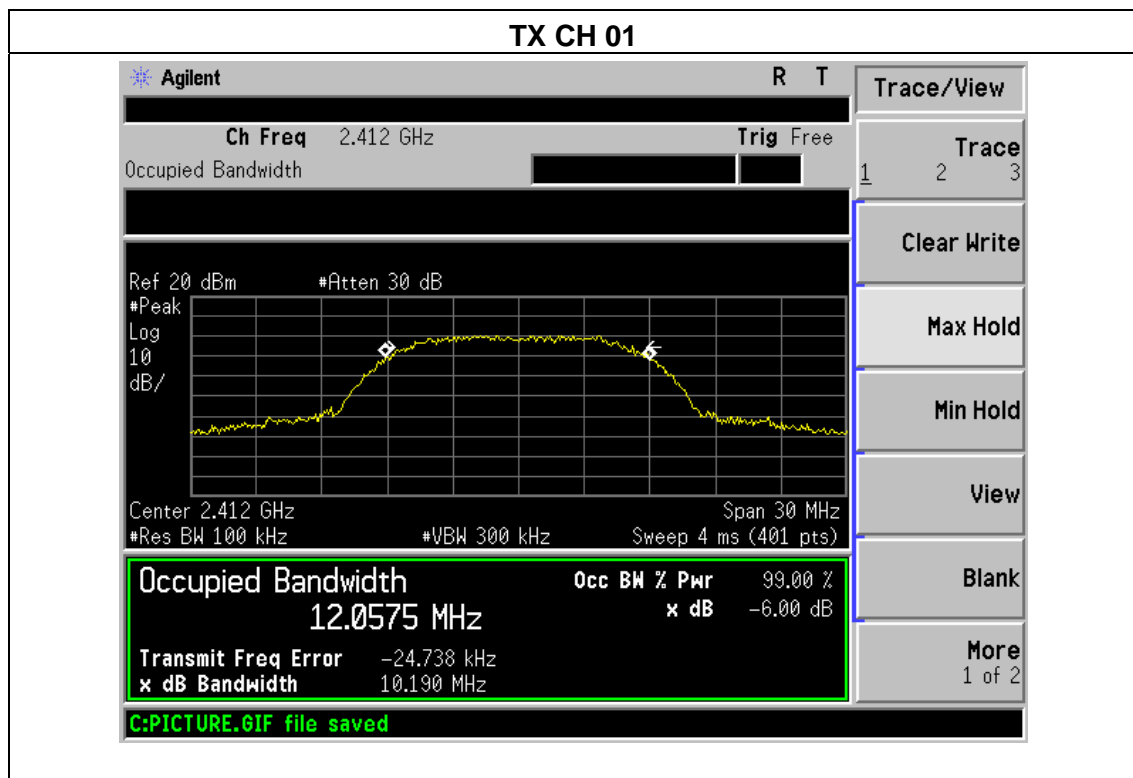 TX CH 01
Agilent R T
Ch Freq 2.412 GHz Trig Free
Occupied Bandwidth
Ref 20 dBm #Atten 30 dB
#Peak
Log
10
dB/
Center 2.412 GHz Span 30 MHz
#Res BW 100 kHz #VBW 300 kHz Sweep 4 ms (401 pts)
Occupied Bandwidth Occ BW % Pwr 99.00 %
12.0575 MHz x dB -6.00 dB
Transmit Freq Error -24.738 kHz
x dB Bandwidth 10.190 MHz
C:PICTURE.GIF file saved
Trace/View
Trace
1 2 3
Clear Write
Max Hold
Min Hold
View
Blank
More
1 of 2